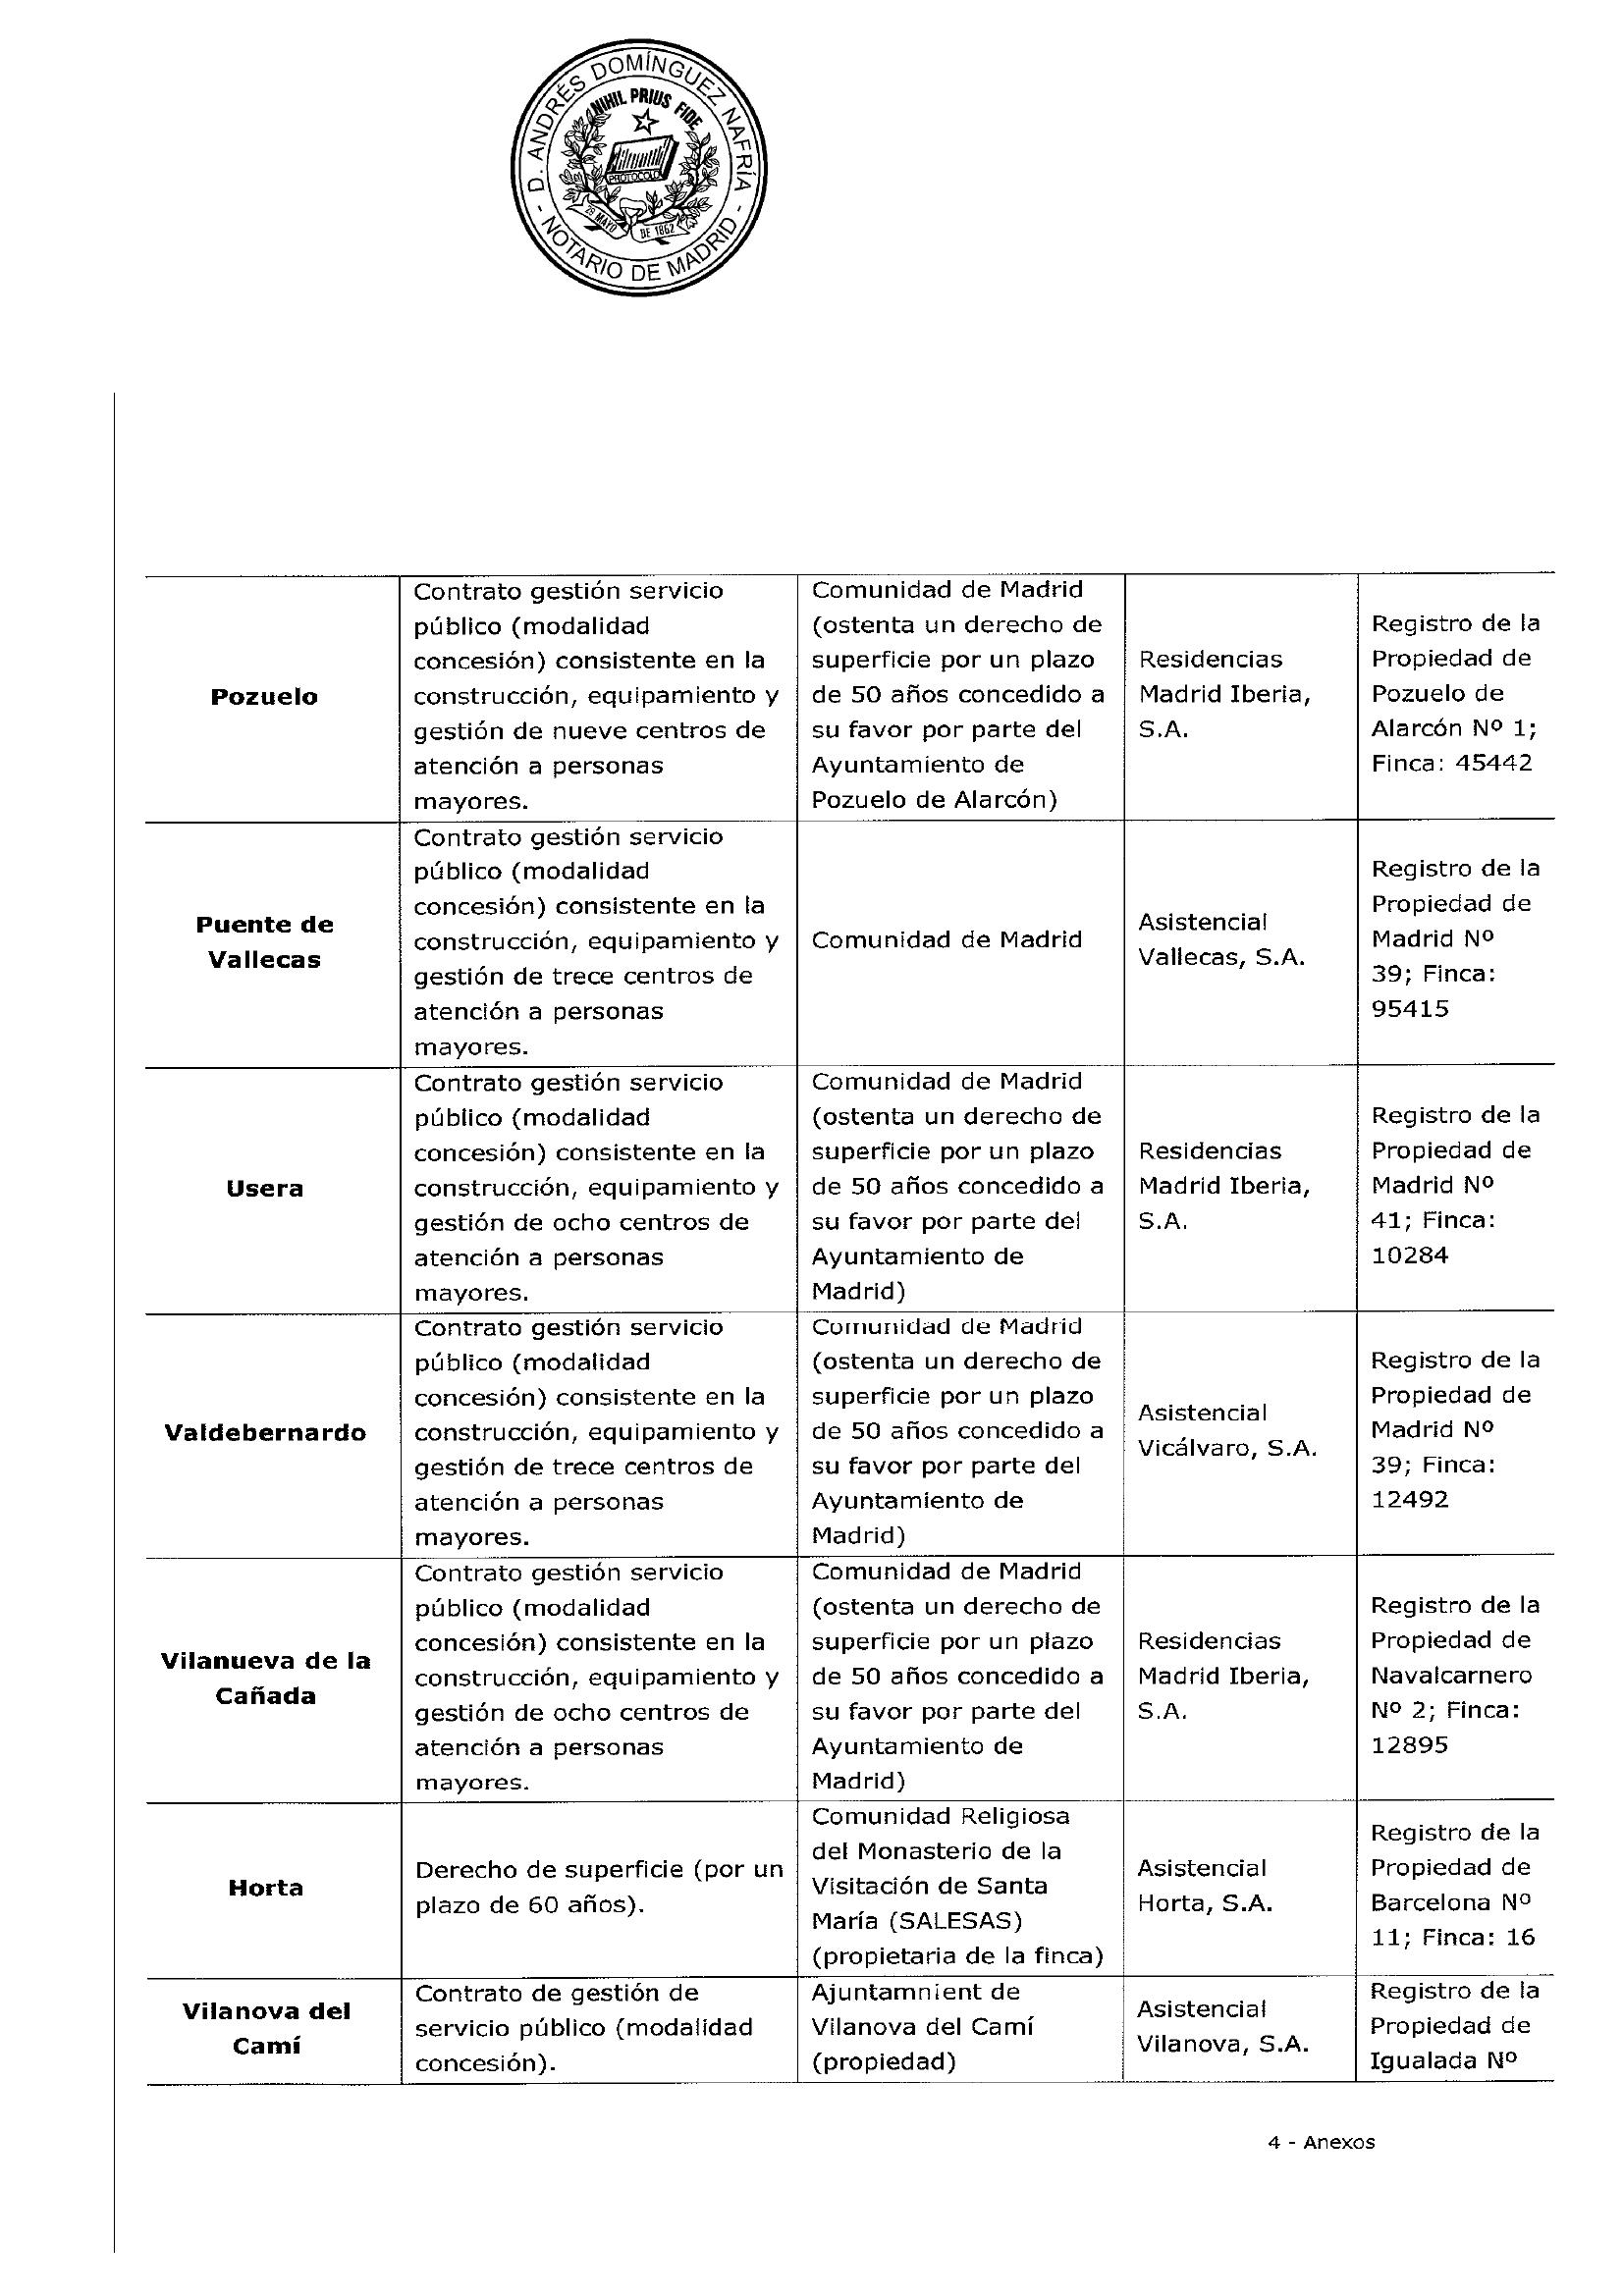 D. ANDRÉS DOMÍNGUEZ NAFRÍA
- NOTARIO DE MADRID -
NIHIL PRIUS FIDE
PROTOCOLO
29 MAYO
DE 1862
Pozuelo
Contrato gestión servicio
público (modalidad
concesión) consistente en la
construcción, equipamiento y
gestión de nueve centros de
atención a personas
mayores.
Comunidad de Madrid
(ostenta un derecho de
superficie por un plazo
de 50 años concedido a
su favor por parte del
Ayuntamiento de
Pozuelo de Alarcón)
Residencias
Madrid Iberia,
S.A.
Registro de la
Propiedad de
Pozuelo de
Alarcón Nº 1;
Finca: 45442
Puente de
Vallecas
Contrato gestión servicio
público (modalidad
concesión) consistente en la
construcción, equipamiento y
gestión de trece centros de
atención a personas
mayores.
Comunidad de Madrid
Asistencial
Vallecas, S.A.
Registro de la
Propiedad de
Madrid Nº
39; Finca:
95415
Usera
Contrato gestión servicio
público (modalidad
concesión) consistente en la
construcción, equipamiento y
gestión de ocho centros de
atención a personas
mayores.
Comunidad de Madrid
(ostenta un derecho de
superficie por un plazo
de 50 años concedido a
su favor por parte del
Ayuntamiento de
Madrid)
Residencias
Madrid Iberia,
S.A.
Registro de la
Propiedad de
Madrid Nº
41; Finca:
10284
Valdebernardo
Contrato gestión servicio
público (modalidad
concesión) consistente en la
construcción, equipamiento y
gestión de trece centros de
atención a personas
mayores.
Comunidad de Madrid
(ostenta un derecho de
superficie por un plazo
de 50 años concedido a
su favor por parte del
Ayuntamiento de
Madrid)
Asistencial
Vicálvaro, S.A.
Registro de la
Propiedad de
Madrid Nº
39; Finca:
12492
Vilanueva de la
Cañada
Contrato gestión servicio
público (modalidad
concesión) consistente en la
construcción, equipamiento y
gestión de ocho centros de
atención a personas
mayores.
Comunidad de Madrid
(ostenta un derecho de
superficie por un plazo
de 50 años concedido a
su favor por parte del
Ayuntamiento de
Madrid)
Residencias
Madrid Iberia,
S.A.
Registro de la
Propiedad de
Navalcarnero
Nº 2; Finca:
12895
Horta
Derecho de superficie (por un
plazo de 60 años).
Comunidad Religiosa
del Monasterio de la
Visitación de Santa
María (SALESAS)
(propietaria de la finca)
Asistencial
Horta, S.A.
Registro de la
Propiedad de
Barcelona Nº
11; Finca: 16
Vilanova del
Camí
Contrato de gestión de
servicio público (modalidad
concesión).
Ajuntamnient de
Vilanova del Camí
(propiedad)
Asistencial
Vilanova, S.A.
Registro de la
Propiedad de
Igualada Nº
4 - Anexos